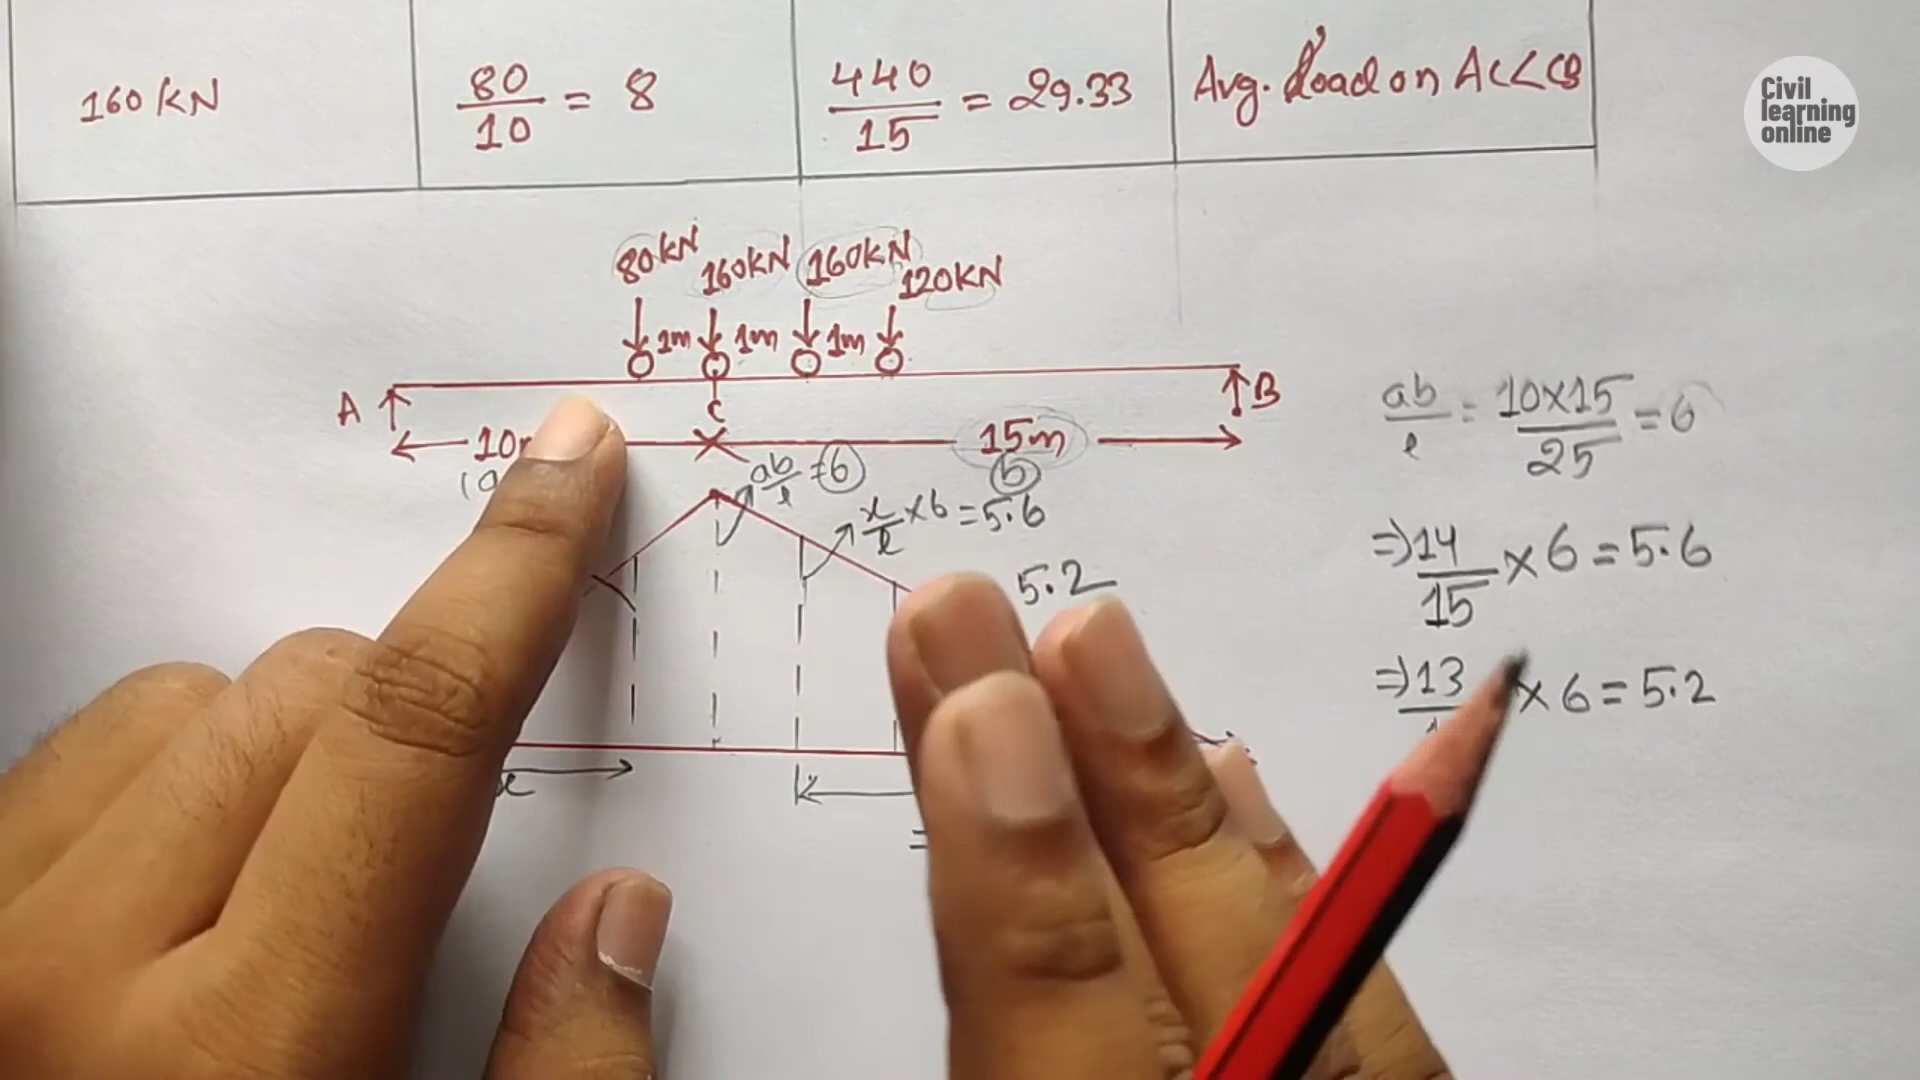 160KN
80/10 = 8
440/15 = 29.33
Avg. Load on AC<CB
Civil
learning
online
80kN 160kN 160kN 120KN
1m 1m 1m
A C B
15m
ab/l = 6
b
x/l × 6 = 5.6
5.2
x
=
ab/l = 10×15/25 = 6
⇒ 14/15 × 6 = 5.6
⇒ 13 × 6 = 5.2